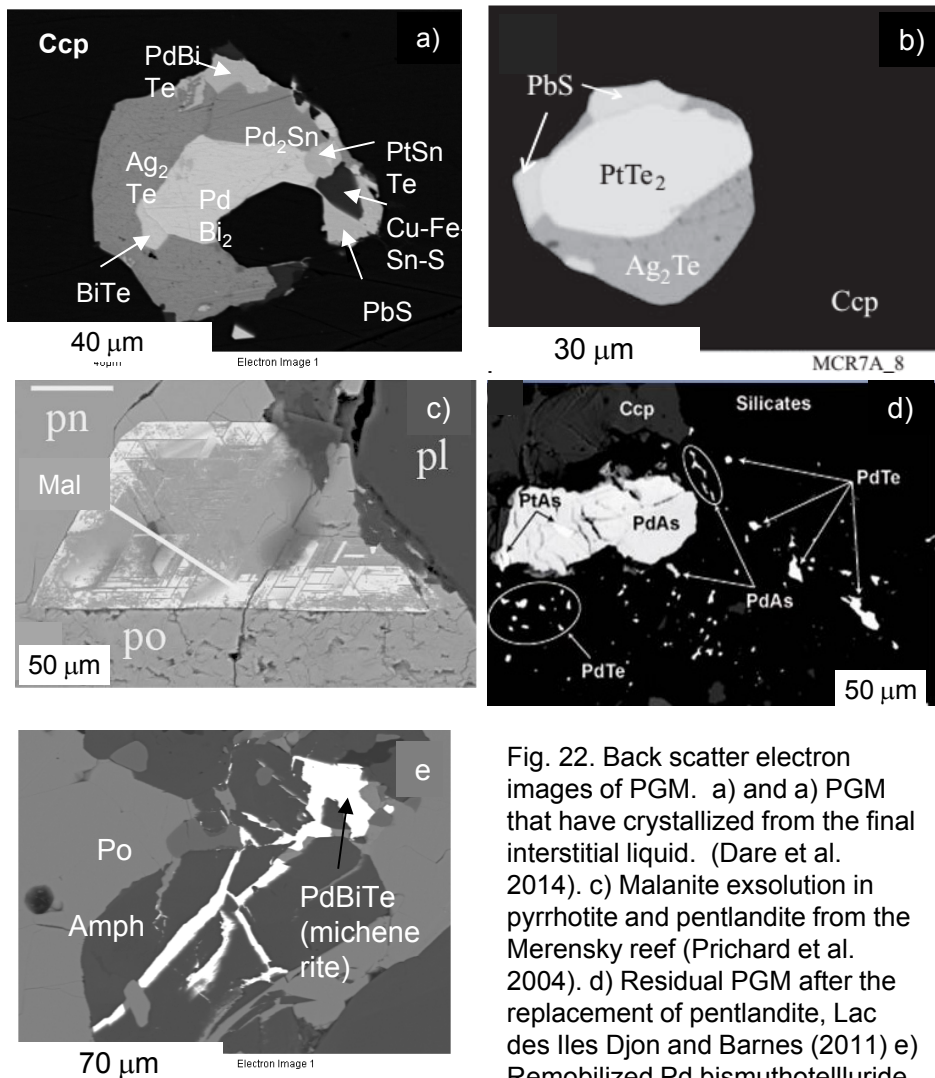 Ccp
a)
PdBi
Te
Pd2Sn
PtSn
Te
Ag2
Te
Pd
Bi2
Cu-Fe-
Sn-S
BiTe
PbS
40 μm
Electron Image 1
b)
PbS
PtTe2
Ag2Te
Ccp
30 μm
MCR7A_8
c)
pn
pl
Mal
po
50 μm
d)
Ccp
Silicates
PtAs
PdAs
PdTe
PdAs
PdTe
50 μm
e
Po
Amph
PdBiTe
(michene
rite)
70 μm
Electron Image 1
Fig. 22. Back scatter electron
images of PGM. a) and a) PGM
that have crystallized from the final
interstitial liquid. (Dare et al.
2014). c) Malanite exsolution in
pyrrhotite and pentlandite from the
Merensky reef (Prichard et al.
2004). d) Residual PGM after the
replacement of pentlandite, Lac
des Iles Djon and Barnes (2011) e)
Remobilized Pd bismuthotellluride